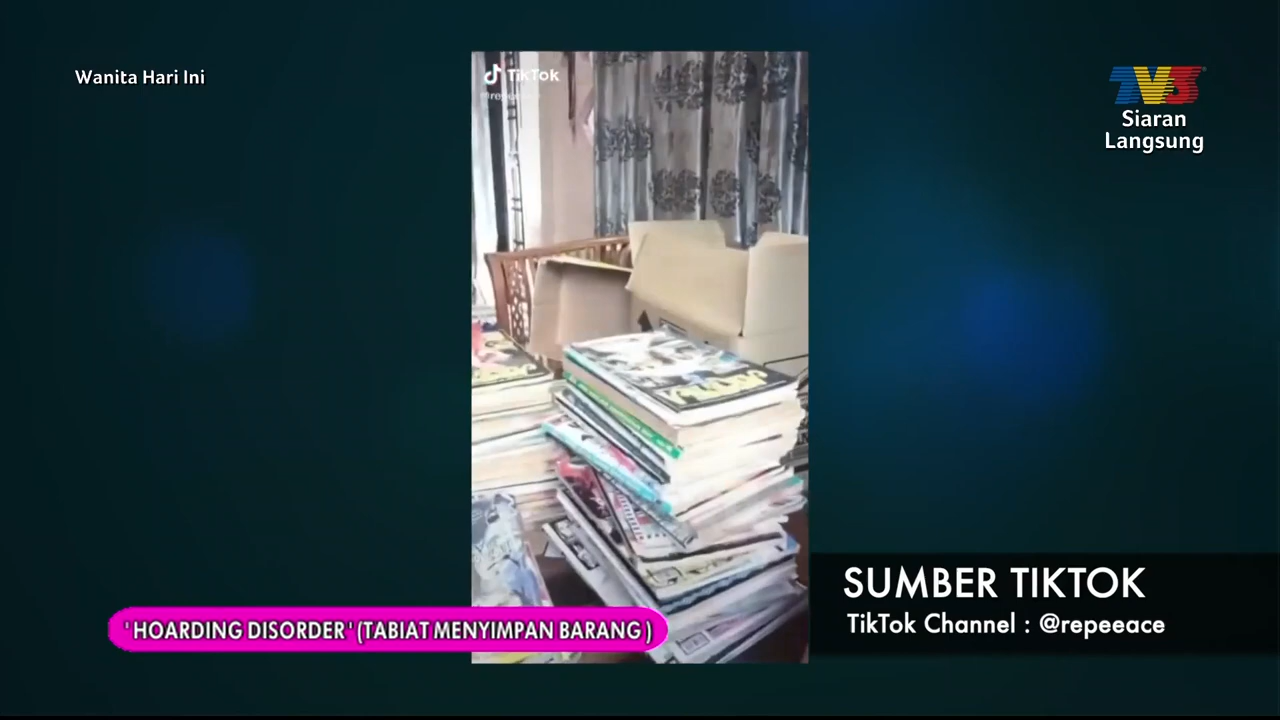 Wanita Hari Ini
TikTok
TV3
Siaran
Langsung
SUMBER TIKTOK
TikTok Channel : @repeeace
'HOARDING DISORDER' (TABIAT MENYIMPAN BARANG)